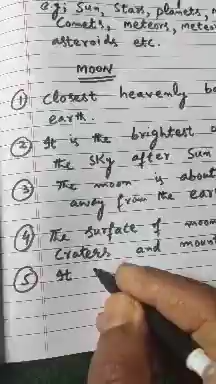 e.g; Sun, Stars, planets,
Comets, meteors,
asteroids etc.
MOON
① Closest heavenly
earth.
② It is the brightest
the sky after Sun
③ The moon is about
away from the
④ The surface of moon
craters and
⑤ It